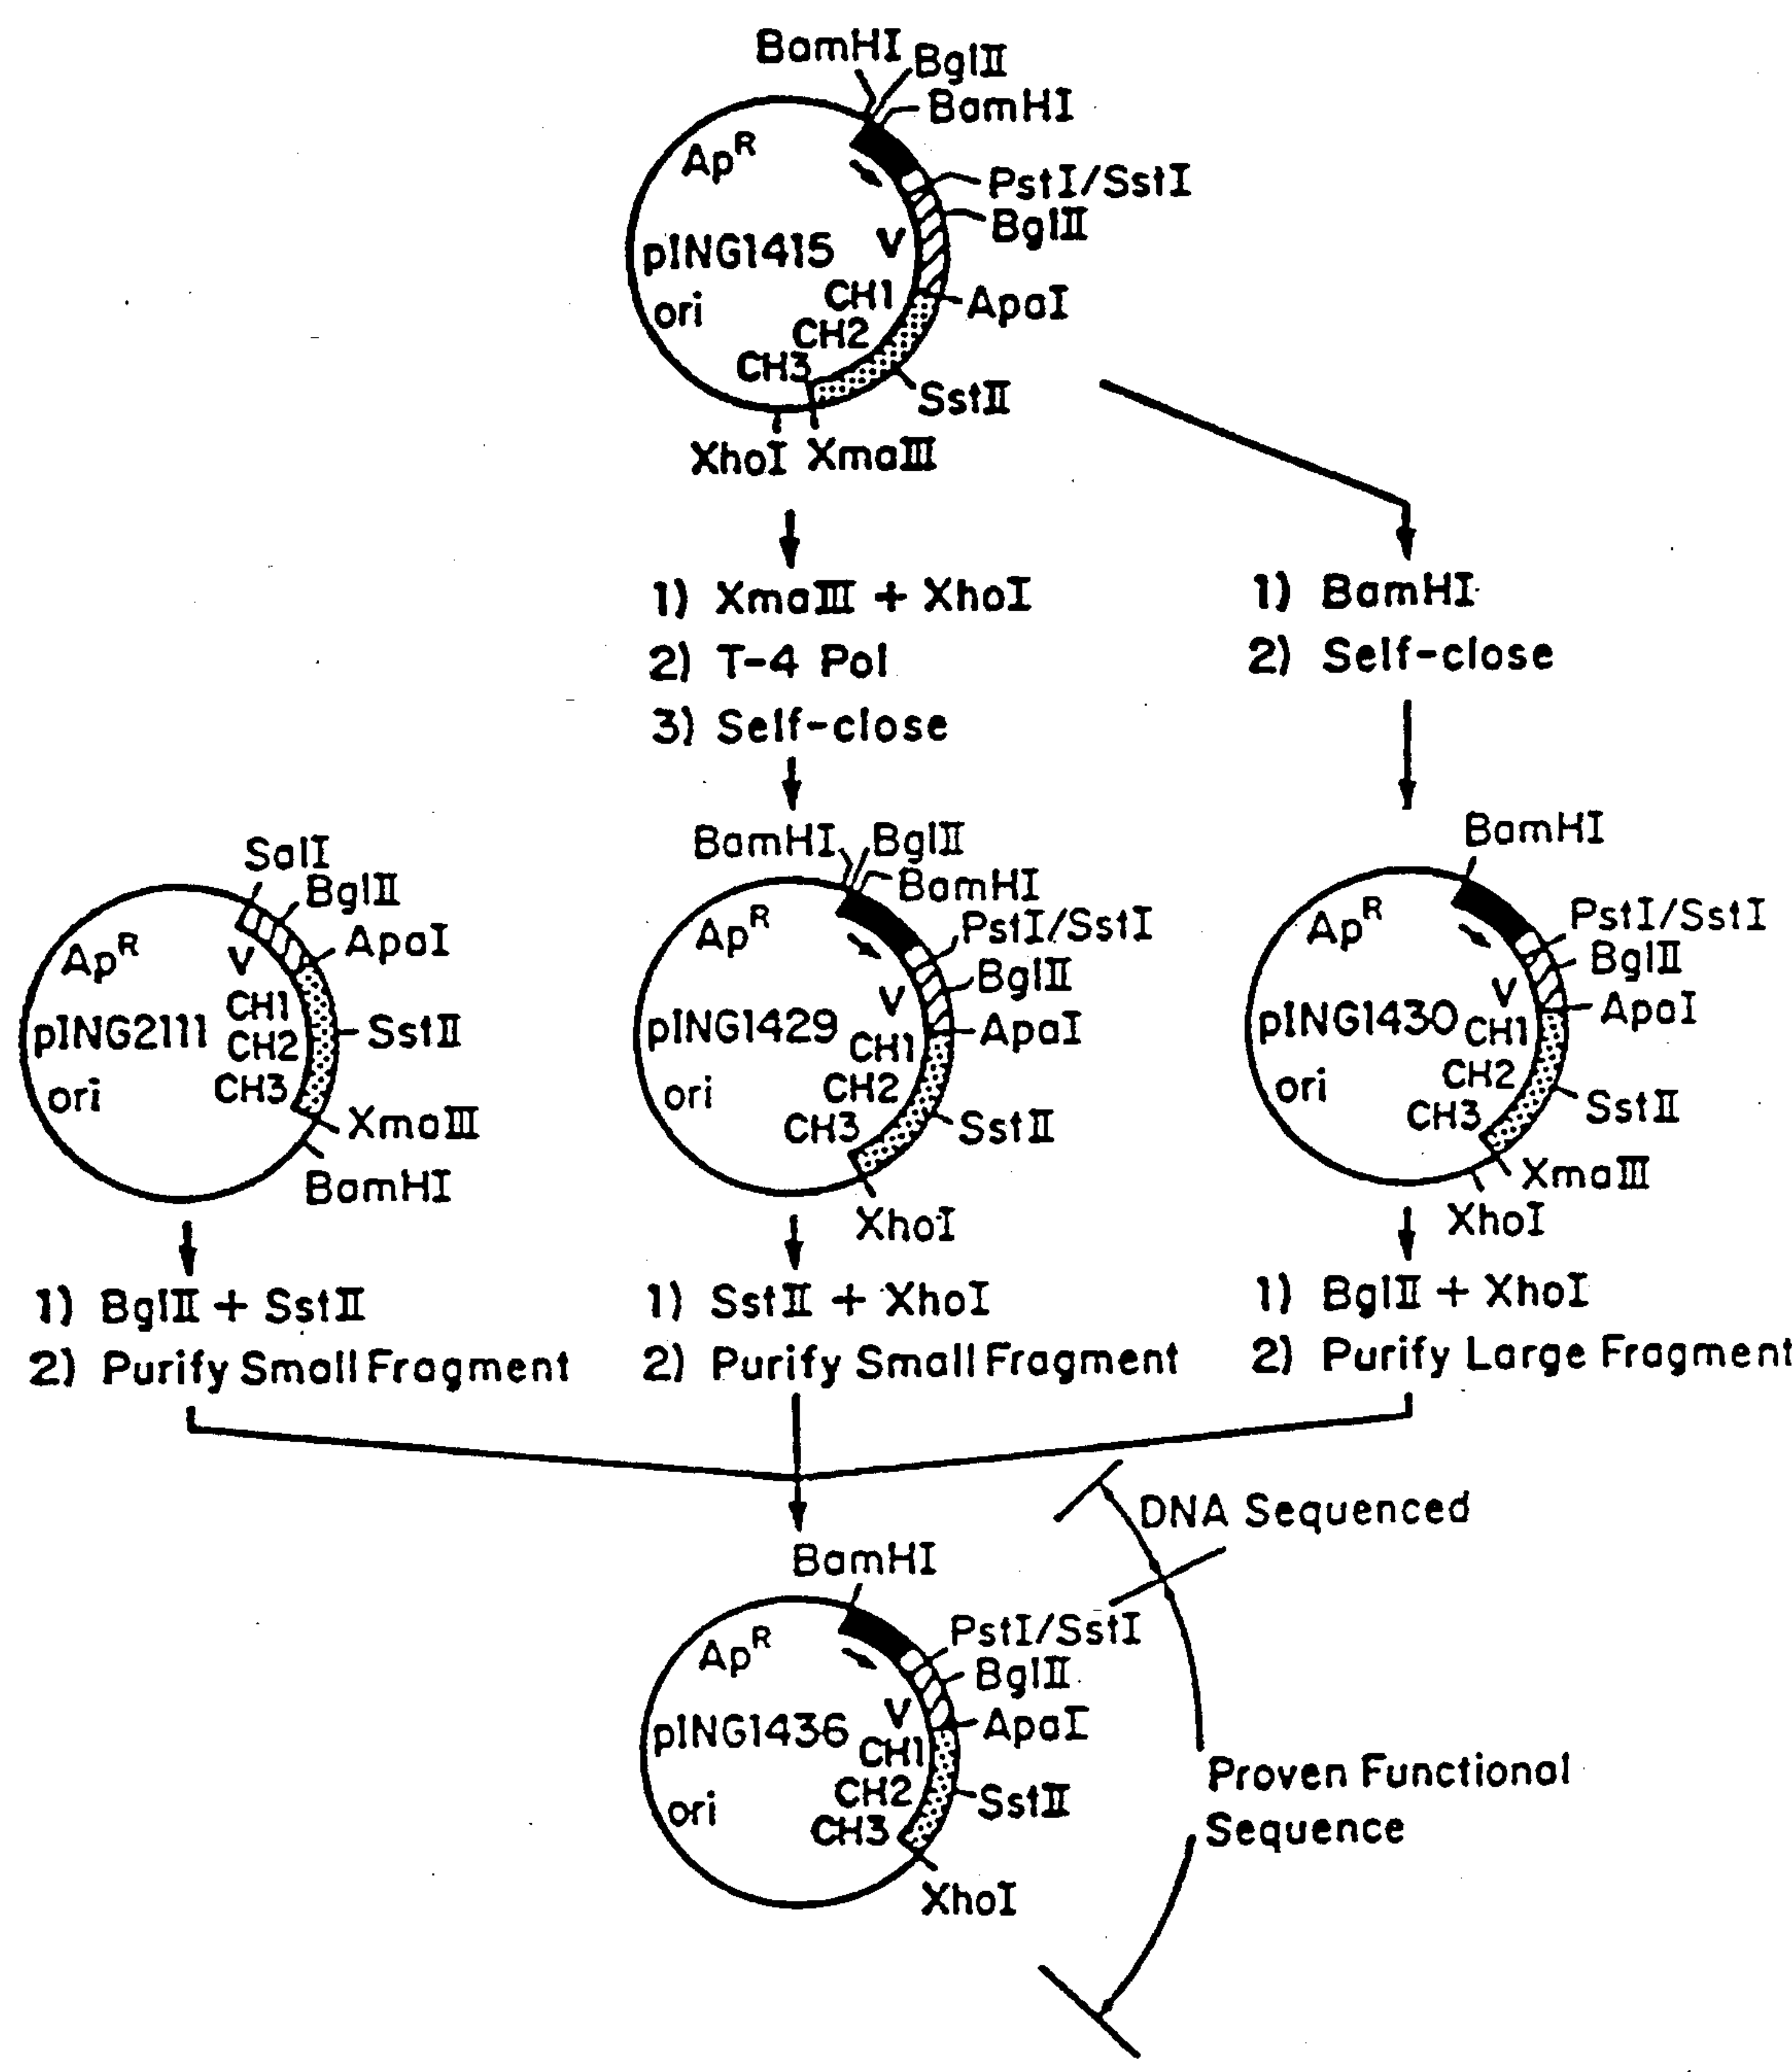 BamHI
BglII
BamHI
Ap^R
PstI/SstI
BglII
V
pING1415
CH1
ApaI
ori
CH2
CH3
SstII
XhoI XmaIII
1) XmaIII + XhoI
2) T-4 Pol
3) Self-close
1) BamHI
2) Self-close
SalI
BglII
Ap^R
ApaI
V
CH1
pING2111
CH2
SstII
CH3
ori
XmaIII
BamHI
BamHI
BglII
BamHI
Ap^R
PstI/SstI
BglII
V
pING1429
ApaI
CH1
CH2
ori
CH3
SstII
XhoI
BamHI
Ap^R
PstI/SstI
BglII
V
ApaI
pING1430
CH1
CH2
ori
CH3
SstII
XmaIII
XhoI
1) BglII + SstII
2) Purify Small Fragment
1) SstII + XhoI
2) Purify Small Fragment
1) BglII + XhoI
2) Purify Large Fragment
DNA Sequenced
BamHI
Ap^R
PstI/SstI
BglII
V
ApaI
pING1436
CH1
CH2
SstII
ori
CH3
XhoI
Proven Functional
Sequence